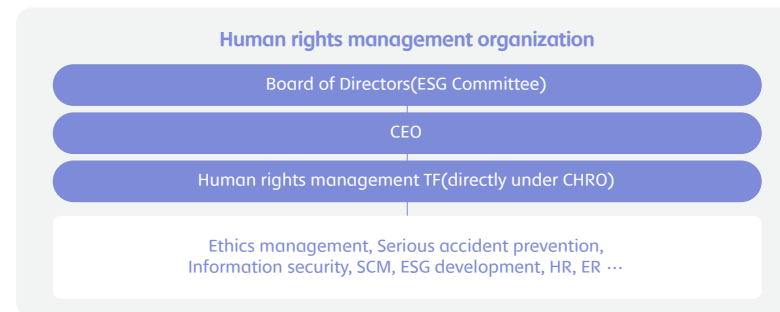 Human rights management organization
Board of Directors(ESG Committee)
CEO
Human rights management TF(directly under CHRO)
Ethics management, Serious accident prevention,
Information security, SCM, ESG development, HR, ER ⋯